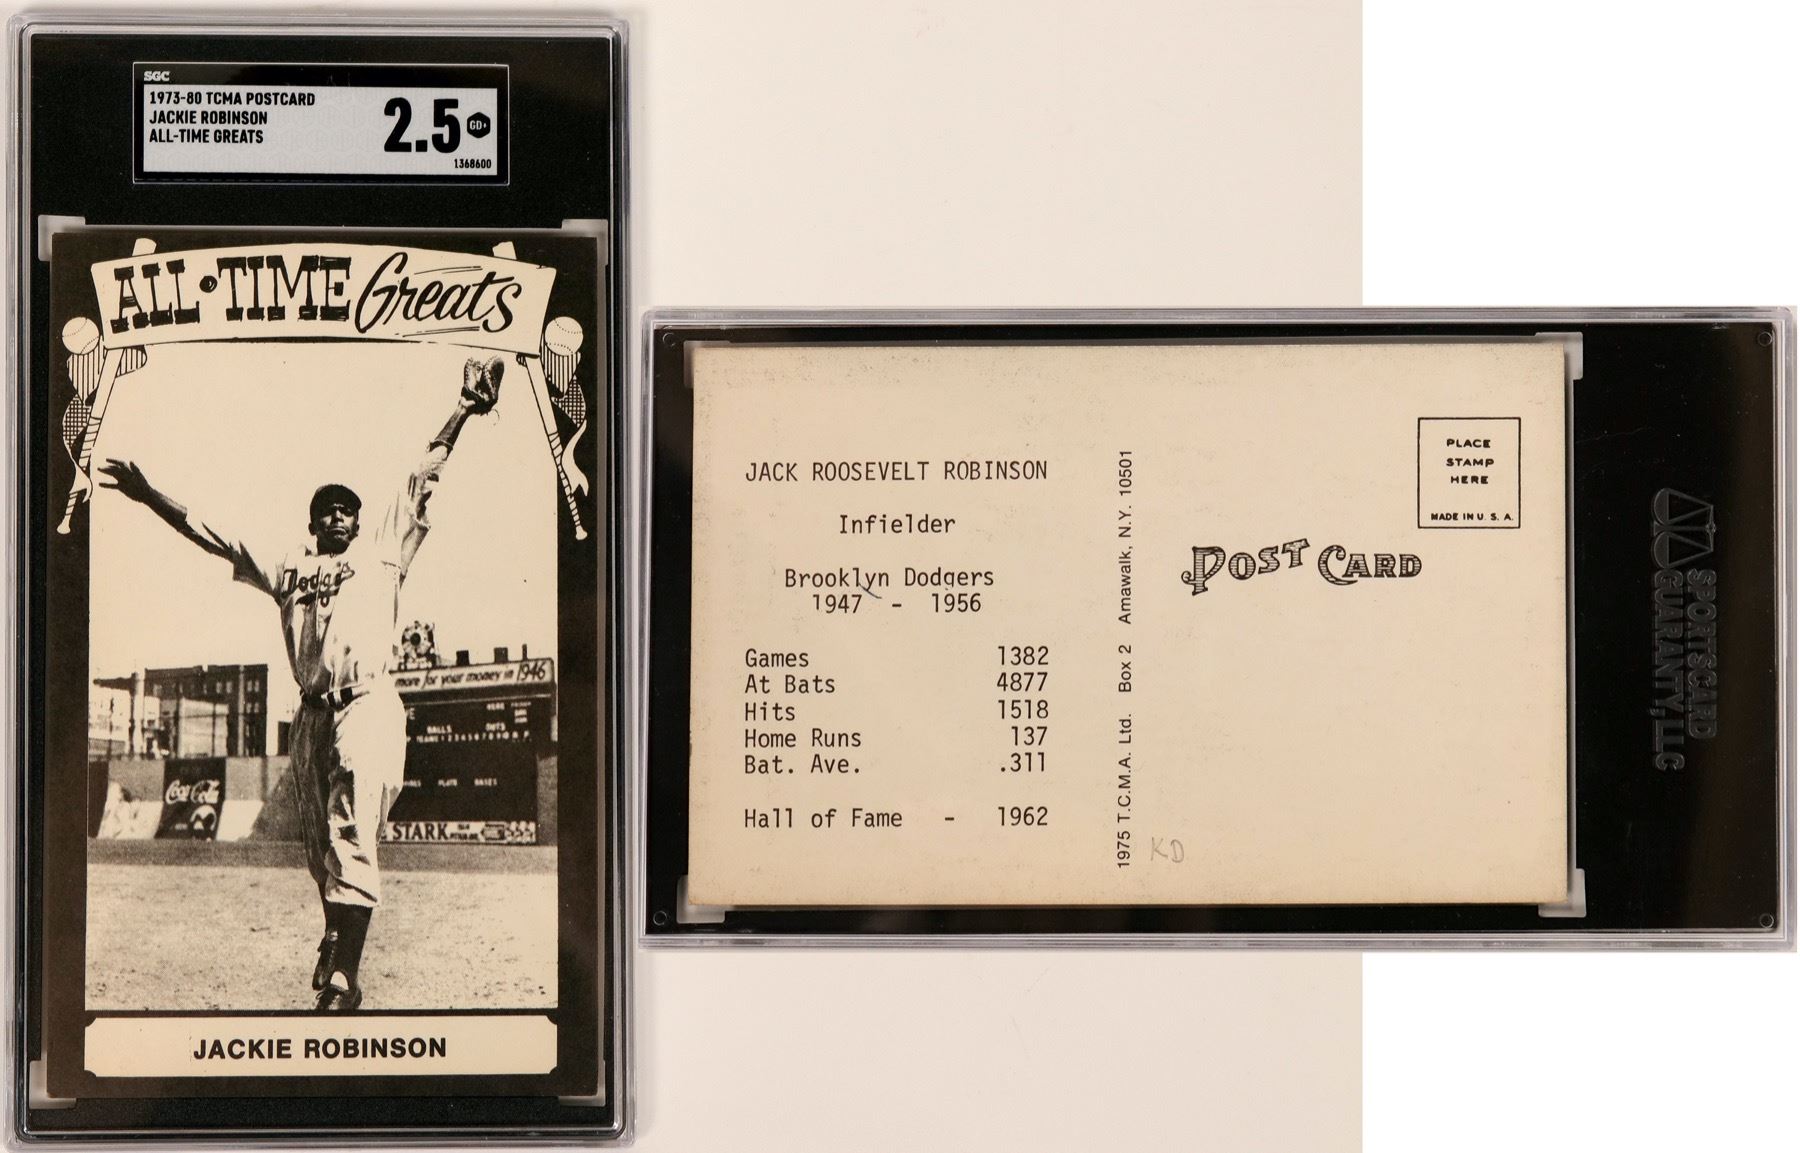 SGC
1973-80 TCMA POSTCARD
JACKIE ROBINSON
ALL-TIME GREATS
2.5
GD+
1368600
ALL•TIME Greats
Dodgers
more for your money in 1946
BALLS
OUTS
Coca-Cola
STARK
JACKIE ROBINSON
JACK ROOSEVELT ROBINSON
Infielder
Brooklyn Dodgers
1947 - 1956
Games 1382
At Bats 4877
Hits 1518
Home Runs 137
Bat. Ave. .311
Hall of Fame - 1962
1975 T.C.M.A. Ltd. Box 2 Amawalk, N.Y. 10501
KD
PLACE
STAMP
HERE
MADE IN U. S. A.
POST CARD
SPORTSCARD
GUARANTY, LLC